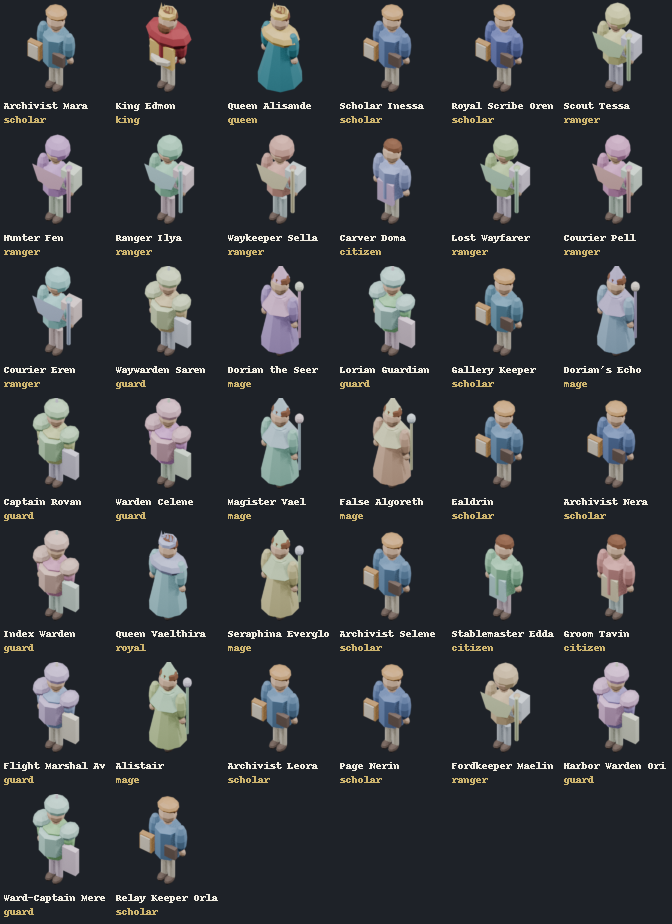 Archivist Mara King Edmon Queen Alisande Scholar Inessa Royal Scribe Oren Scout Tessa
scholar king queen scholar scholar ranger
Hunter Fen Ranger Ilya Waykeeper Sella Carver Doma Lost Wayfarer Courier Pell
ranger ranger ranger citizen ranger ranger
Courier Eren Waywarden Saren Dorian the Seer Lorian Guardian Gallery Keeper Dorian's Echo
ranger guard mage guard scholar mage
Captain Rovan Warden Celene Magister Vael False Algoreth Ealdrin Archivist Nera
guard guard mage mage scholar scholar
Index Warden Queen Vaelthira Seraphina Everglo Archivist Selene Stablemaster Edda Groom Tavin
guard royal mage scholar citizen citizen
Flight Marshal Av Alistair Archivist Leora Page Nerin Fordkeeper Maelin Harbor Warden Ori
guard mage scholar scholar ranger guard
Ward-Captain Mere Relay Keeper Orla
guard scholar